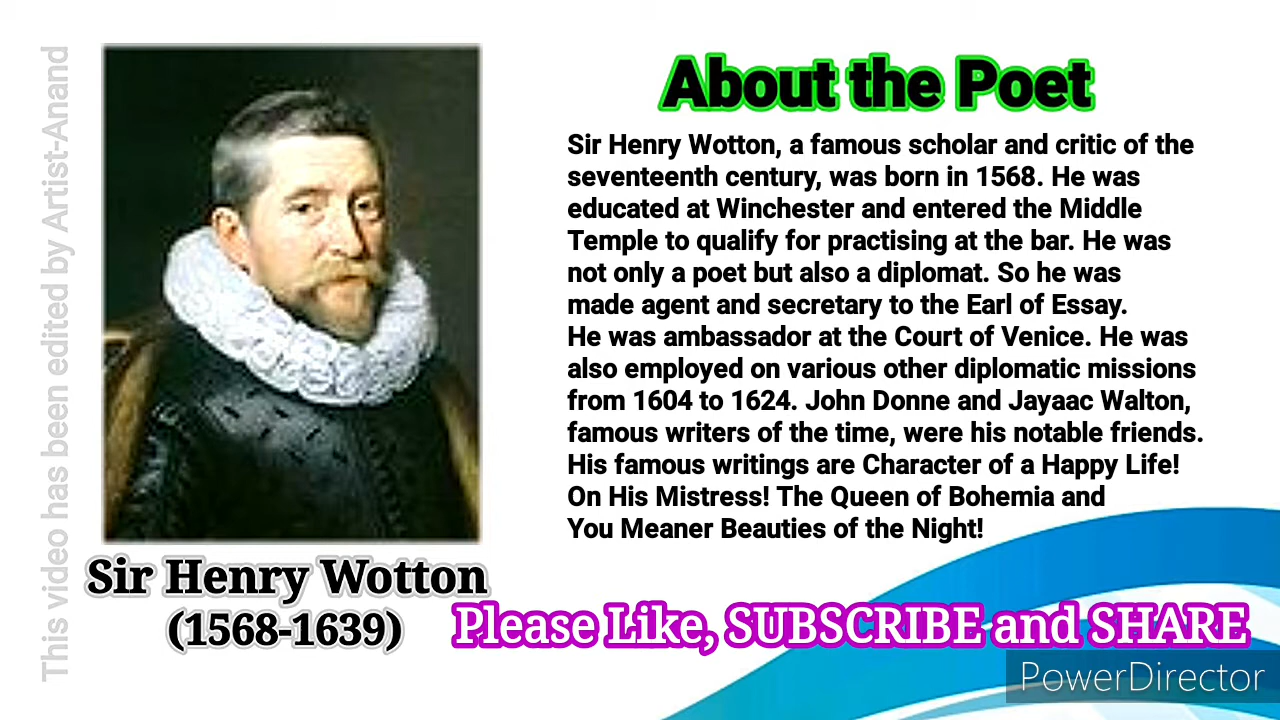 This video has been edited by Artist-Anand
About the Poet
Sir Henry Wotton, a famous scholar and critic of the
seventeenth century, was born in 1568. He was
educated at Winchester and entered the Middle
Temple to qualify for practising at the bar. He was
not only a poet but also a diplomat. So he was
made agent and secretary to the Earl of Essay.
He was ambassador at the Court of Venice. He was
also employed on various other diplomatic missions
from 1604 to 1624. John Donne and Jayaac Walton,
famous writers of the time, were his notable friends.
His famous writings are Character of a Happy Life!
On His Mistress! The Queen of Bohemia and
You Meaner Beauties of the Night!
Sir Henry Wotton
(1568-1639)
Please Like, SUBSCRIBE and SHARE
PowerDirector